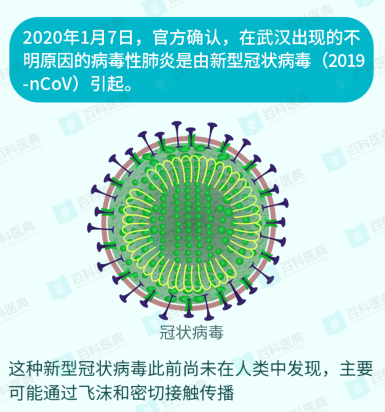 2020年1月7日，官方确认，在武汉出现的不
明原因的病毒性肺炎是由新型冠状病毒（2019
-nCoV）引起。
冠状病毒
这种新型冠状病毒此前尚未在人类中发现，主要
可能通过飞沫和密切接触传播
百科医典